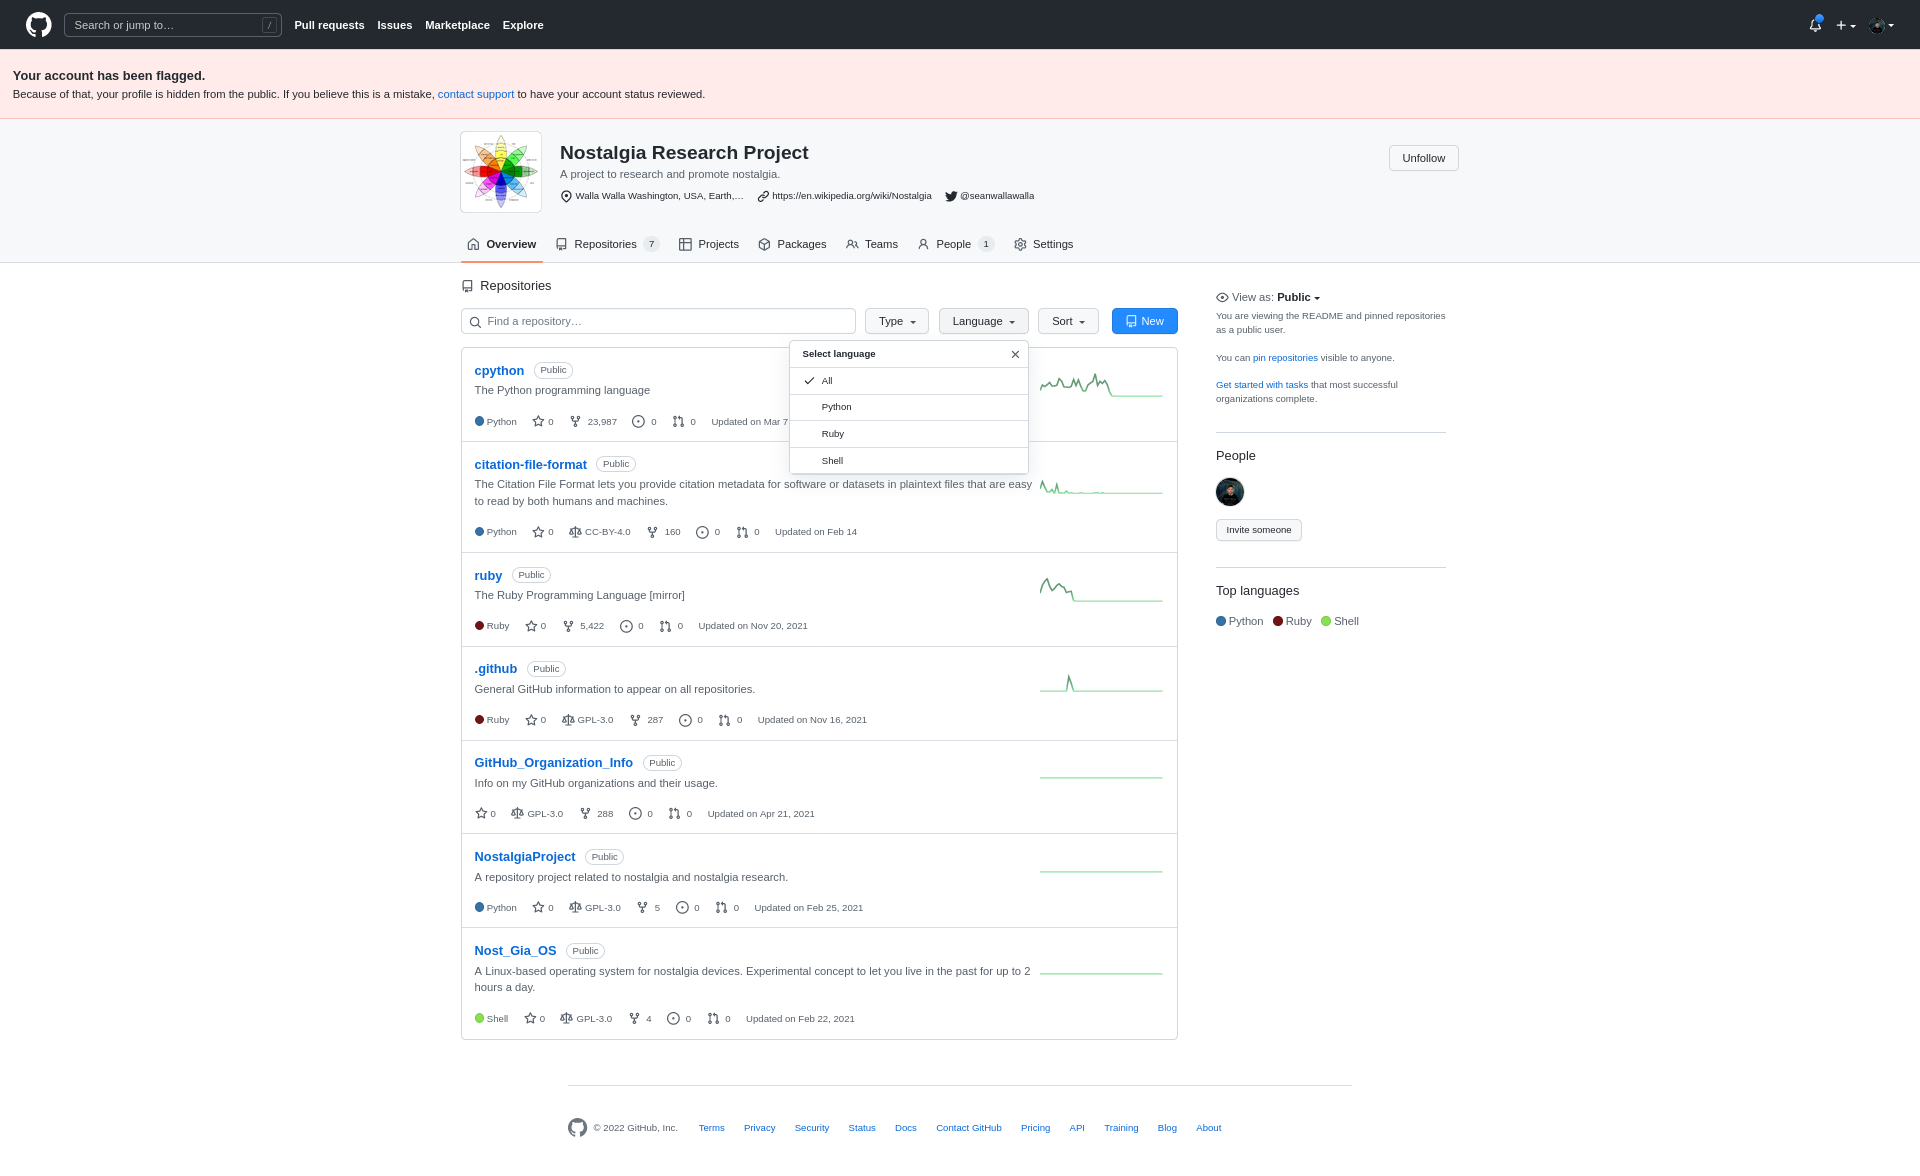 Search or jump to… / Pull requests Issues Marketplace Explore
Your account has been flagged.
Because of that, your profile is hidden from the public. If you believe this is a mistake, contact support to have your account status reviewed.
Nostalgia Research Project
Unfollow
A project to research and promote nostalgia.
Walla Walla Washington, USA, Earth,… https://en.wikipedia.org/wiki/Nostalgia @seanwallawalla
Overview Repositories 7 Projects Packages Teams People 1 Settings
Repositories
Find a repository… Type Language Sort New
Select language
All
Python
Ruby
Shell
cpython Public
The Python programming language
Python 0 23,987 0 0 Updated on Mar 7
citation-file-format Public
The Citation File Format lets you provide citation metadata for software or datasets in plaintext files that are easy
to read by both humans and machines.
Python 0 CC-BY-4.0 160 0 0 Updated on Feb 14
ruby Public
The Ruby Programming Language [mirror]
Ruby 0 5,422 0 0 Updated on Nov 20, 2021
.github Public
General GitHub information to appear on all repositories.
Ruby 0 GPL-3.0 287 0 0 Updated on Nov 16, 2021
GitHub_Organization_Info Public
Info on my GitHub organizations and their usage.
0 GPL-3.0 288 0 0 Updated on Apr 21, 2021
NostalgiaProject Public
A repository project related to nostalgia and nostalgia research.
Python 0 GPL-3.0 5 0 0 Updated on Feb 25, 2021
Nost_Gia_OS Public
A Linux-based operating system for nostalgia devices. Experimental concept to let you live in the past for up to 2
hours a day.
Shell 0 GPL-3.0 4 0 0 Updated on Feb 22, 2021
View as: Public
You are viewing the README and pinned repositories
as a public user.
You can pin repositories visible to anyone.
Get started with tasks that most successful
organizations complete.
People
Invite someone
Top languages
Python Ruby Shell
© 2022 GitHub, Inc. Terms Privacy Security Status Docs Contact GitHub Pricing API Training Blog About